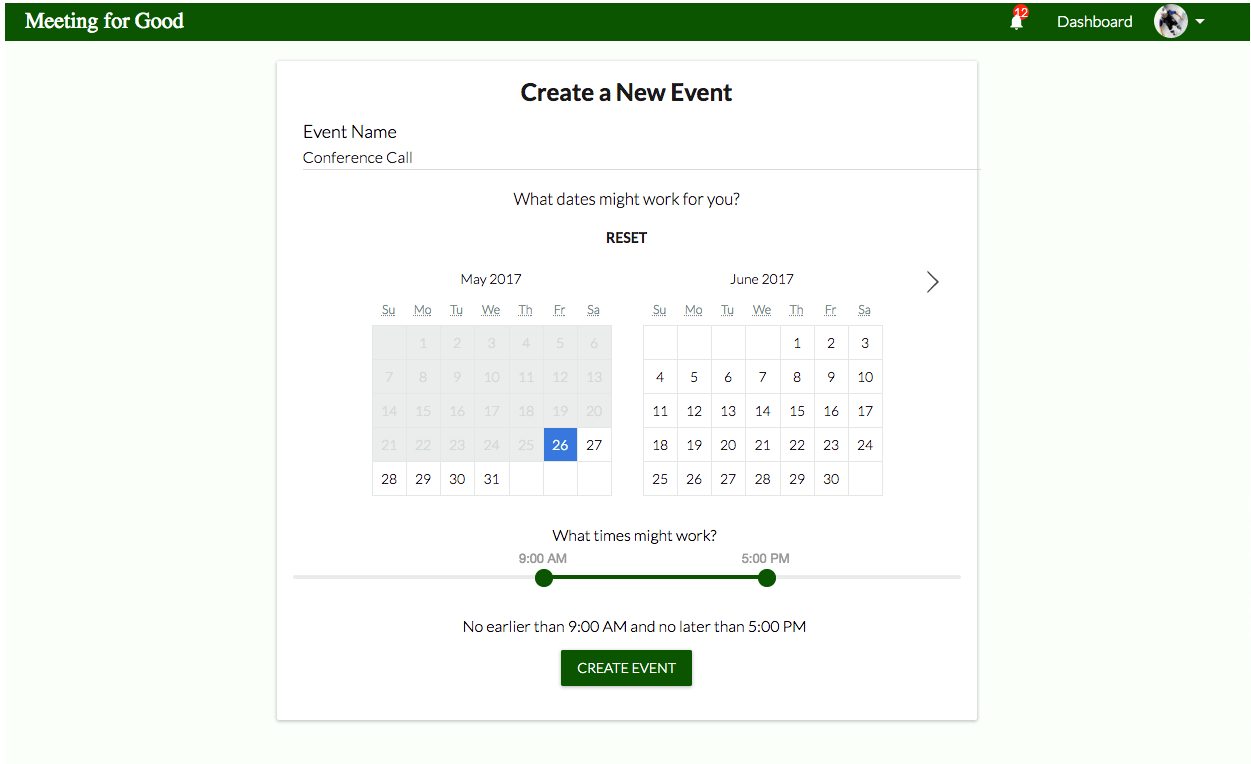 Meeting for Good 12 Dashboard
Create a New Event
Event Name
Conference Call
What dates might work for you?
RESET
May 2017
Su Mo Tu We Th Fr Sa
1 2 3 4 5 6
7 8 9 10 11 12 13
14 15 16 17 18 19 20
21 22 23 24 25 26 27
28 29 30 31
June 2017
Su Mo Tu We Th Fr Sa
1 2 3
4 5 6 7 8 9 10
11 12 13 14 15 16 17
18 19 20 21 22 23 24
25 26 27 28 29 30
What times might work?
9:00 AM 5:00 PM
No earlier than 9:00 AM and no later than 5:00 PM
CREATE EVENT